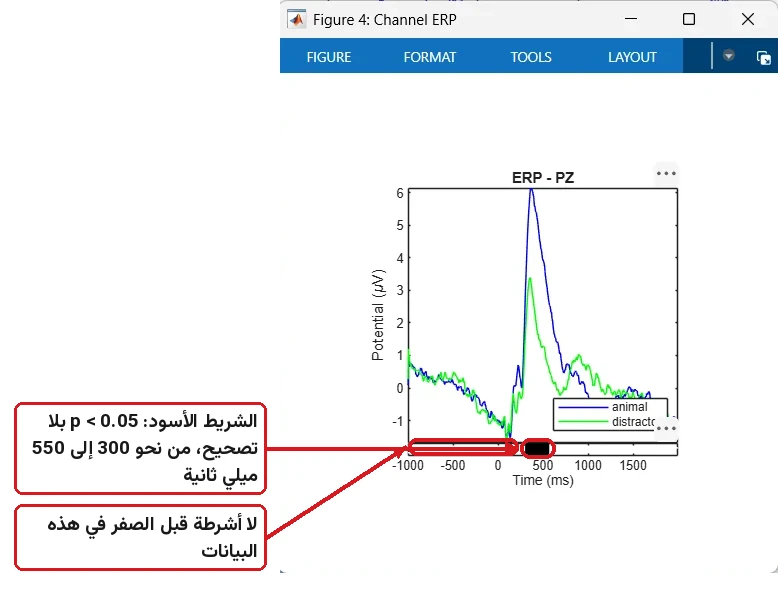 Figure 4: Channel ERP
FIGURE FORMAT TOOLS LAYOUT
ERP - PZ
6
5
4
3
2
1
0
-1
Potential (µV)
animal
distracto
-1000 -500 0 500 1000 1500
Time (ms)
الشريط الأسود: p < 0.05 بلا
تصحيح، من نحو 300 إلى 550
ميلي ثانية
لا أشرطة قبل الصفر في هذه
البيانات